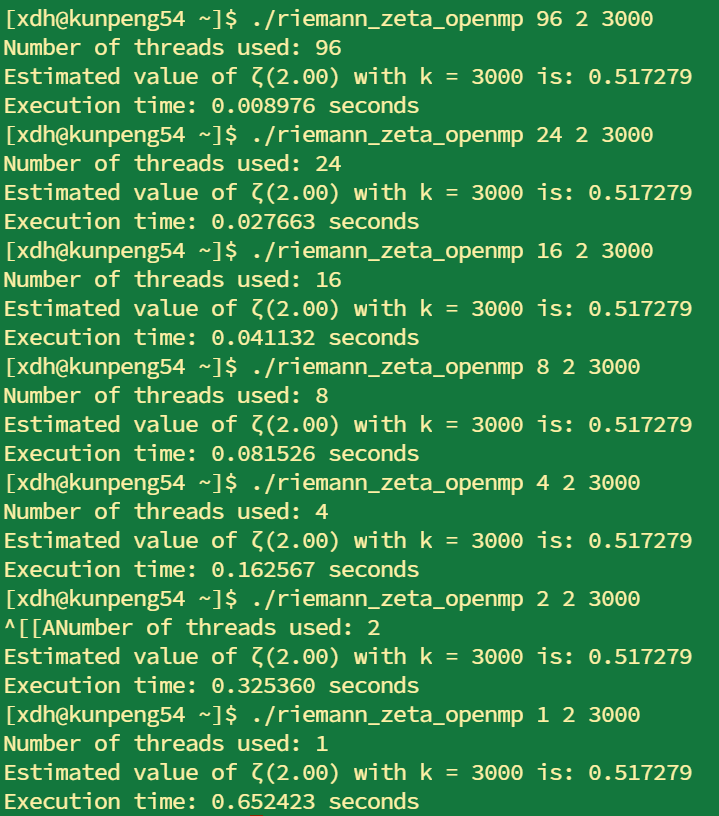 [xdh@kunpeng54 ~]$ ./riemann_zeta_openmp 96 2 3000
Number of threads used: 96
Estimated value of ζ(2.00) with k = 3000 is: 0.517279
Execution time: 0.008976 seconds
[xdh@kunpeng54 ~]$ ./riemann_zeta_openmp 24 2 3000
Number of threads used: 24
Estimated value of ζ(2.00) with k = 3000 is: 0.517279
Execution time: 0.027663 seconds
[xdh@kunpeng54 ~]$ ./riemann_zeta_openmp 16 2 3000
Number of threads used: 16
Estimated value of ζ(2.00) with k = 3000 is: 0.517279
Execution time: 0.041132 seconds
[xdh@kunpeng54 ~]$ ./riemann_zeta_openmp 8 2 3000
Number of threads used: 8
Estimated value of ζ(2.00) with k = 3000 is: 0.517279
Execution time: 0.081526 seconds
[xdh@kunpeng54 ~]$ ./riemann_zeta_openmp 4 2 3000
Number of threads used: 4
Estimated value of ζ(2.00) with k = 3000 is: 0.517279
Execution time: 0.162567 seconds
[xdh@kunpeng54 ~]$ ./riemann_zeta_openmp 2 2 3000
^[[ANumber of threads used: 2
Estimated value of ζ(2.00) with k = 3000 is: 0.517279
Execution time: 0.325360 seconds
[xdh@kunpeng54 ~]$ ./riemann_zeta_openmp 1 2 3000
Number of threads used: 1
Estimated value of ζ(2.00) with k = 3000 is: 0.517279
Execution time: 0.652423 seconds